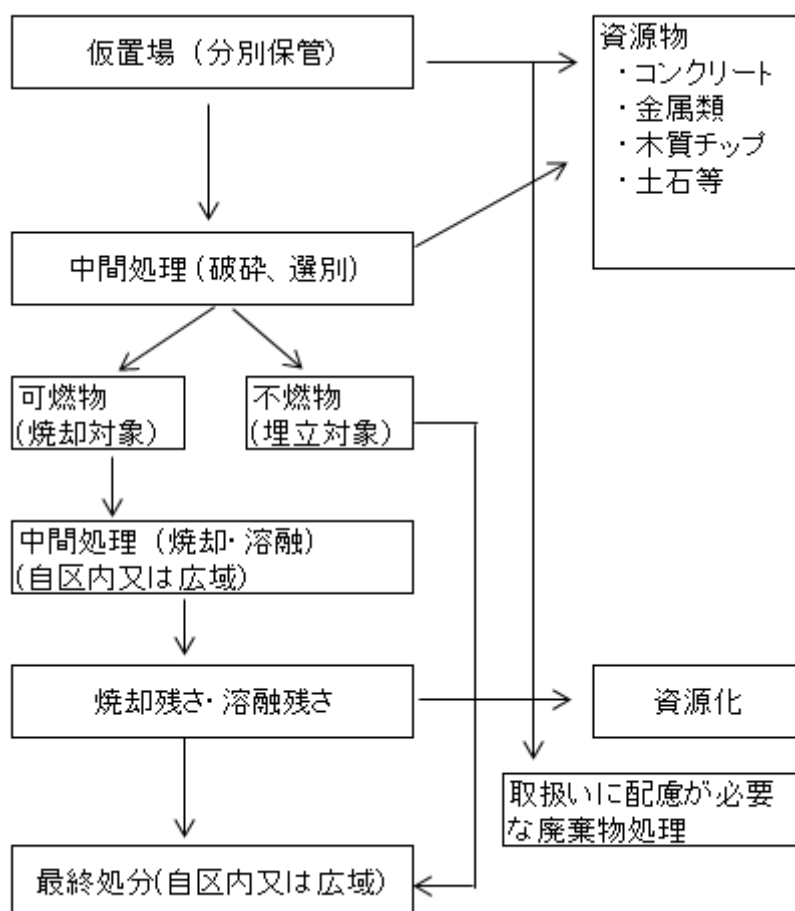 仮置場（分別保管）
資源物
・コンクリート
・金属類
・木質チップ
・土石等
中間処理（破砕、選別）
可燃物
（焼却対象）
不燃物
（埋立対象）
中間処理（焼却・溶融）
（自区内又は広域）
焼却残さ・溶融残さ
資源化
取扱いに配慮が必要
な廃棄物処理
最終処分（自区内又は広域）